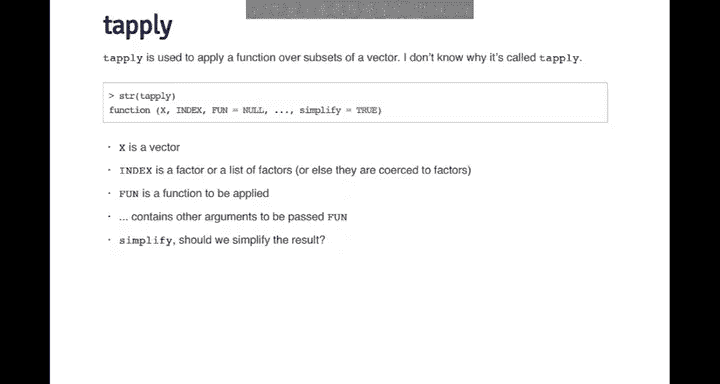 tapply
tapply is used to apply a function over subsets of a vector. I don't know why it's called tapply.
> str(tapply)
function (X, INDEX, FUN = NULL, ..., simplify = TRUE)
· X is a vector
· INDEX is a factor or a list of factors (or else they are coerced to factors)
· FUN is a function to be applied
· ... contains other arguments to be passed FUN
· simplify, should we simplify the result?